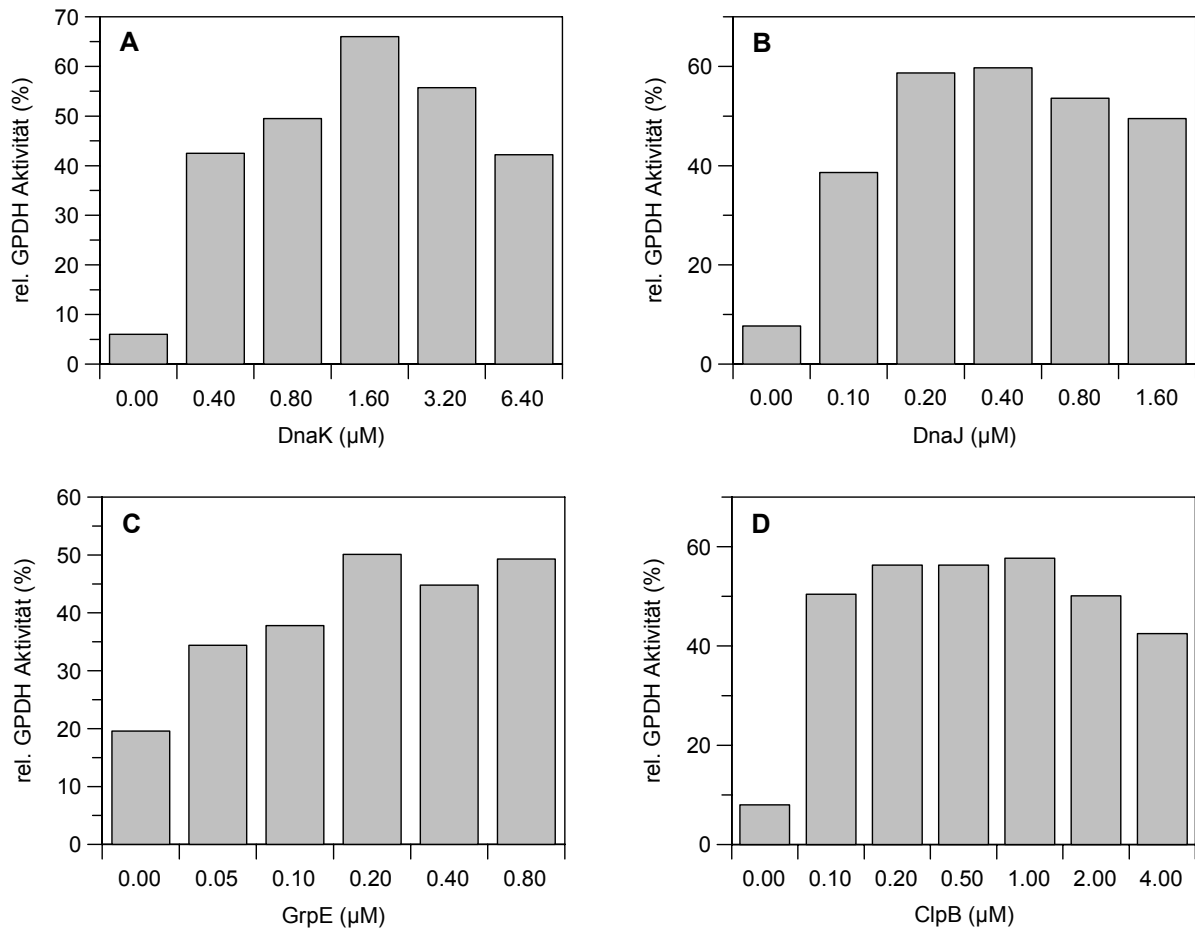 A
rel. GPDH Aktivität (%)
70
60
50
40
30
20
10
0
0.00 0.40 0.80 1.60 3.20 6.40
DnaK (µM)
B
rel. GPDH Aktivität (%)
60
40
20
0
0.00 0.10 0.20 0.40 0.80 1.60
DnaJ (µM)
C
rel. GPDH Aktivität (%)
60
50
40
30
20
10
0
0.00 0.05 0.10 0.20 0.40 0.80
GrpE (µM)
D
rel. GPDH Aktivität (%)
60
40
20
0
0.00 0.10 0.20 0.50 1.00 2.00 4.00
ClpB (µM)